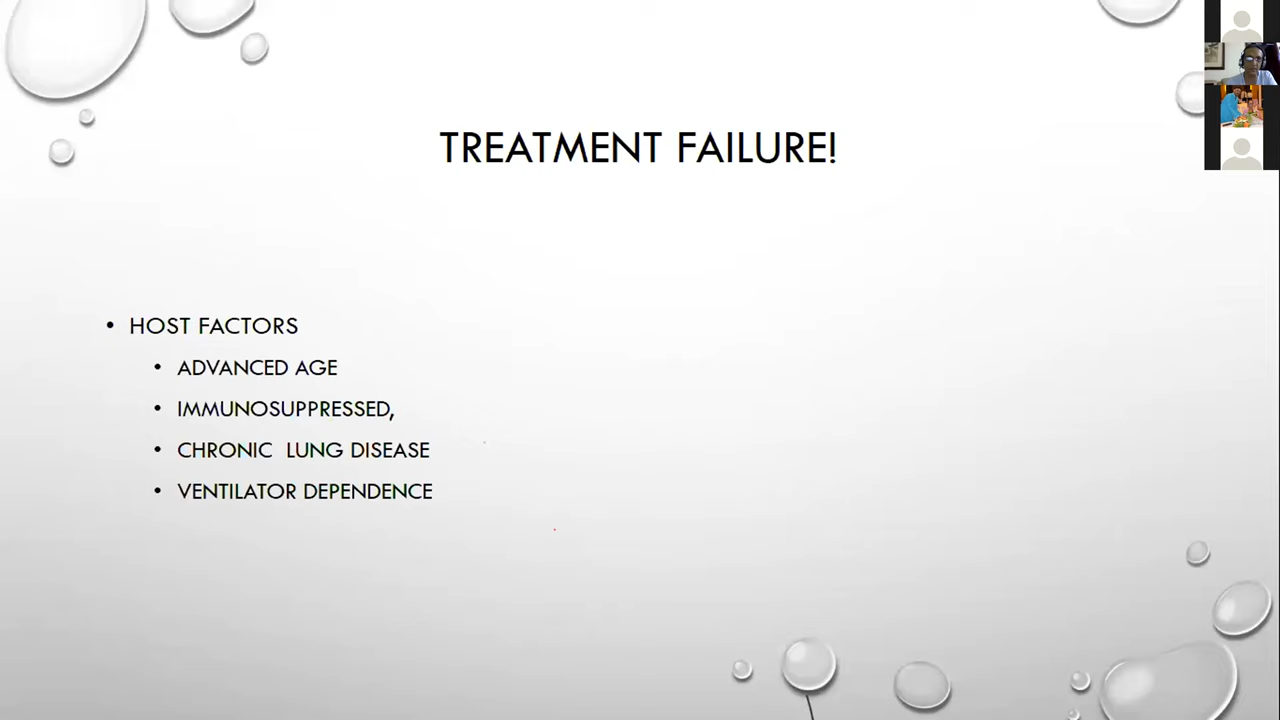 TREATMENT FAILURE!
• HOST FACTORS
• ADVANCED AGE
• IMMUNOSUPPRESSED,
• CHRONIC  LUNG DISEASE
• VENTILATOR DEPENDENCE